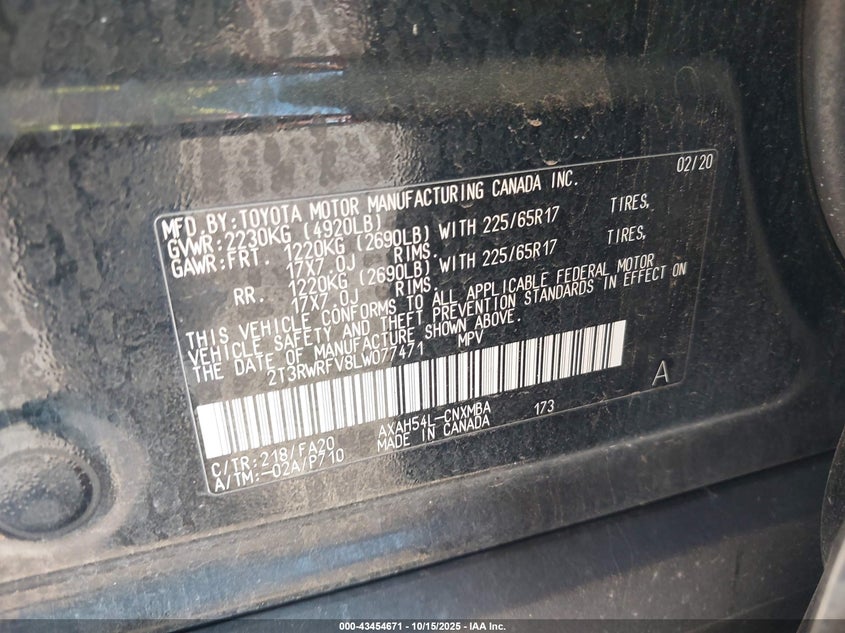 02/20
MFD.BY:TOYOTA MOTOR MANUFACTURING CANADA INC.
GVWR:2230KG (4920LB)
GAWR:FRT. 1220KG (2690LB) WITH 225/65R17 TIRES,
17X7.0J RIMS.
RR. 1220KG (2690LB) WITH 225/65R17 TIRES,
17X7.0J RIMS.
THIS VEHICLE CONFORMS TO ALL APPLICABLE FEDERAL MOTOR
VEHICLE SAFETY AND THEFT PREVENTION STANDARDS IN EFFECT ON
THE DATE OF MANUFACTURE SHOWN ABOVE.
2T3RWRFV8LW077471 MPV
A
C/TR:218/FA20 AXAH54L-CNXMBA 173
A/TM:-02A/P710 MADE IN CANADA
000-43454671 - 10/15/2025 - IAA Inc.